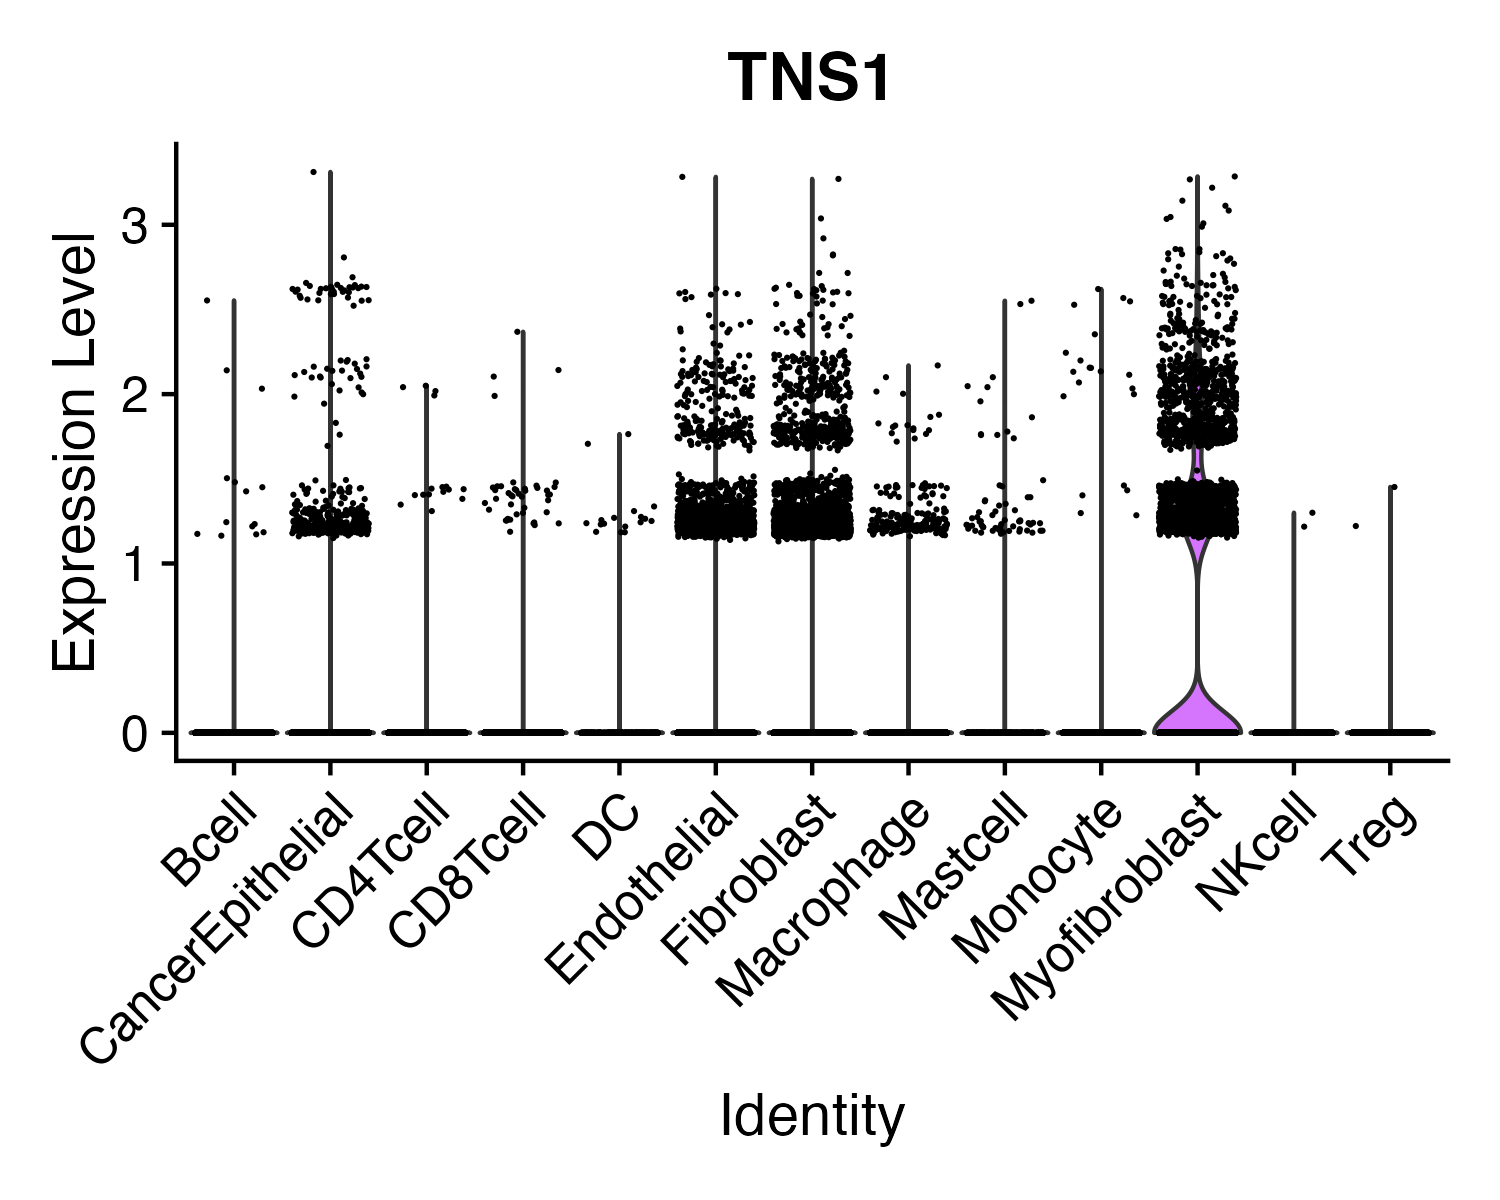 TNS1
Expression Level
3
2
1
0
Bcell
CancerEpithelial
CD4Tcell
CD8Tcell
DC
Endothelial
Fibroblast
Macrophage
Mastcell
Monocyte
Myofibroblast
NKcell
Treg
Identity